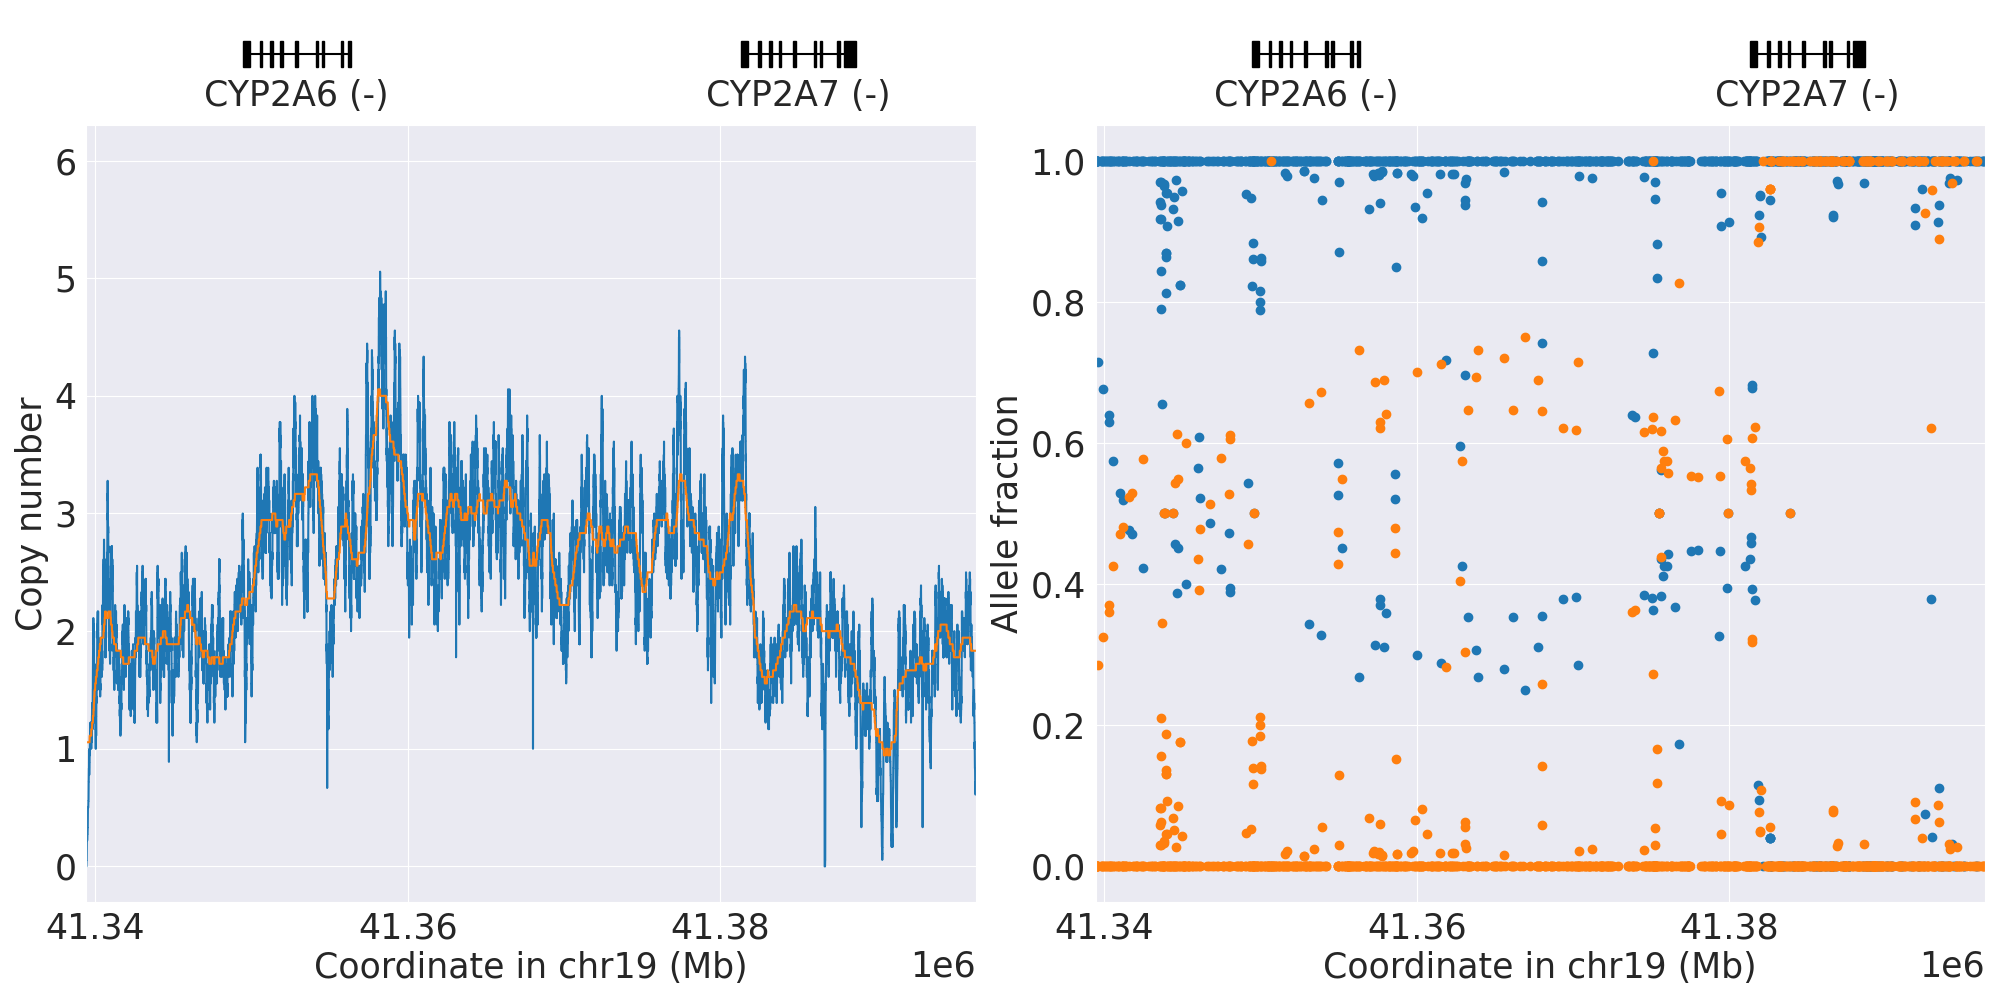 CYP2A6 (-)
CYP2A7 (-)
CYP2A6 (-)
CYP2A7 (-)
Copy number
6
5
4
3
2
1
0
41.34
41.36
41.38
Coordinate in chr19 (Mb)
1e6
Allele fraction
1.0
0.8
0.6
0.4
0.2
0.0
41.34
41.36
41.38
Coordinate in chr19 (Mb)
1e6